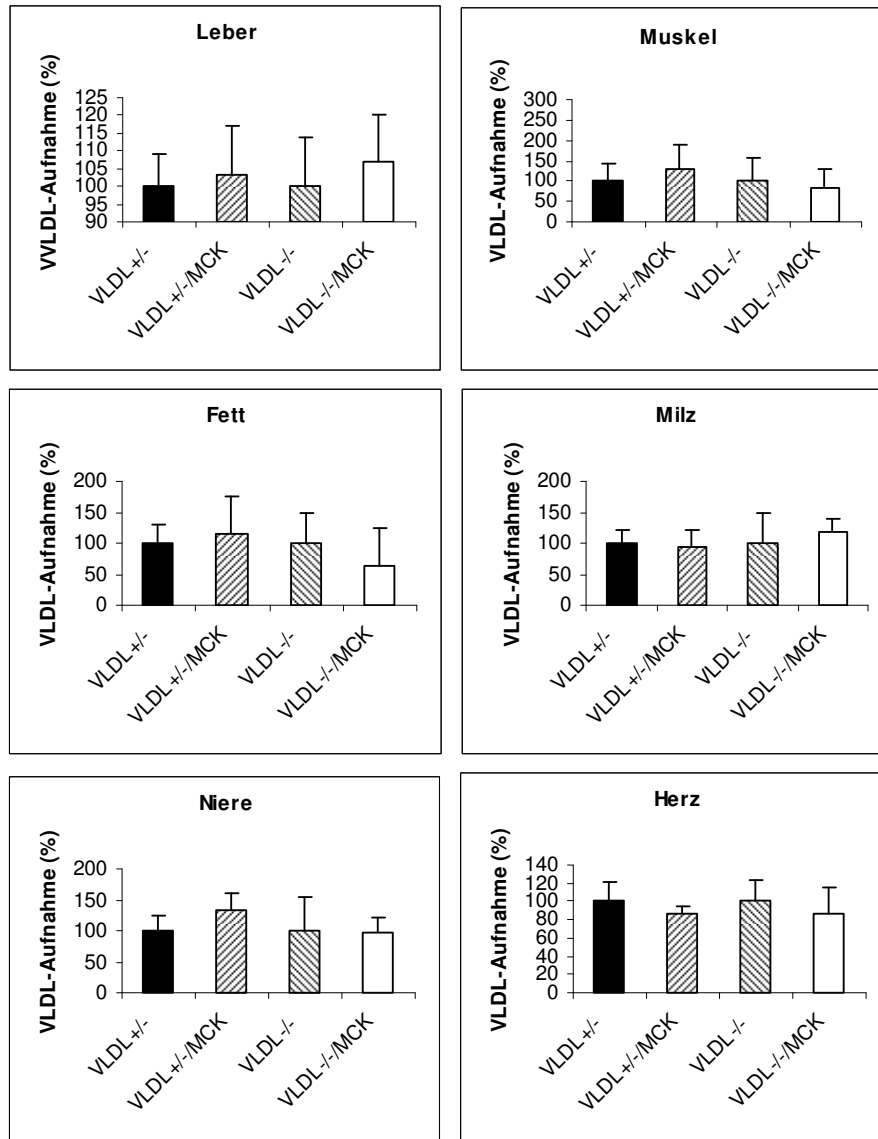 Leber
VVLDL-Aufnahme (%)
125
120
115
110
105
100
95
90
VLDL+/-
VLDL+/-/MCK
VLDL-/-
VLDL-/-/MCK
Muskel
VLDL-Aufnahme (%)
300
250
200
150
100
50
0
VLDL+/-
VLDL+/-/MCK
VLDL-/-
VLDL-/-/MCK
Fett
VLDL-Aufnahme (%)
200
150
100
50
0
VLDL+/-
VLDL+/-/MCK
VLDL-/-
VLDL-/-/MCK
Milz
VLDL-Aufnahme (%)
200
150
100
50
0
VLDL+/-
VLDL+/-/MCK
VLDL-/-
VLDL-/-/MCK
Niere
VLDL-Aufnahme (%)
200
150
100
50
0
VLDL+/-
VLDL+/-/MCK
VLDL-/-
VLDL-/-/MCK
Herz
VLDL-Aufnahme (%)
140
120
100
80
60
40
20
0
VLDL+/-
VLDL+/-/MCK
VLDL-/-
VLDL-/-/MCK